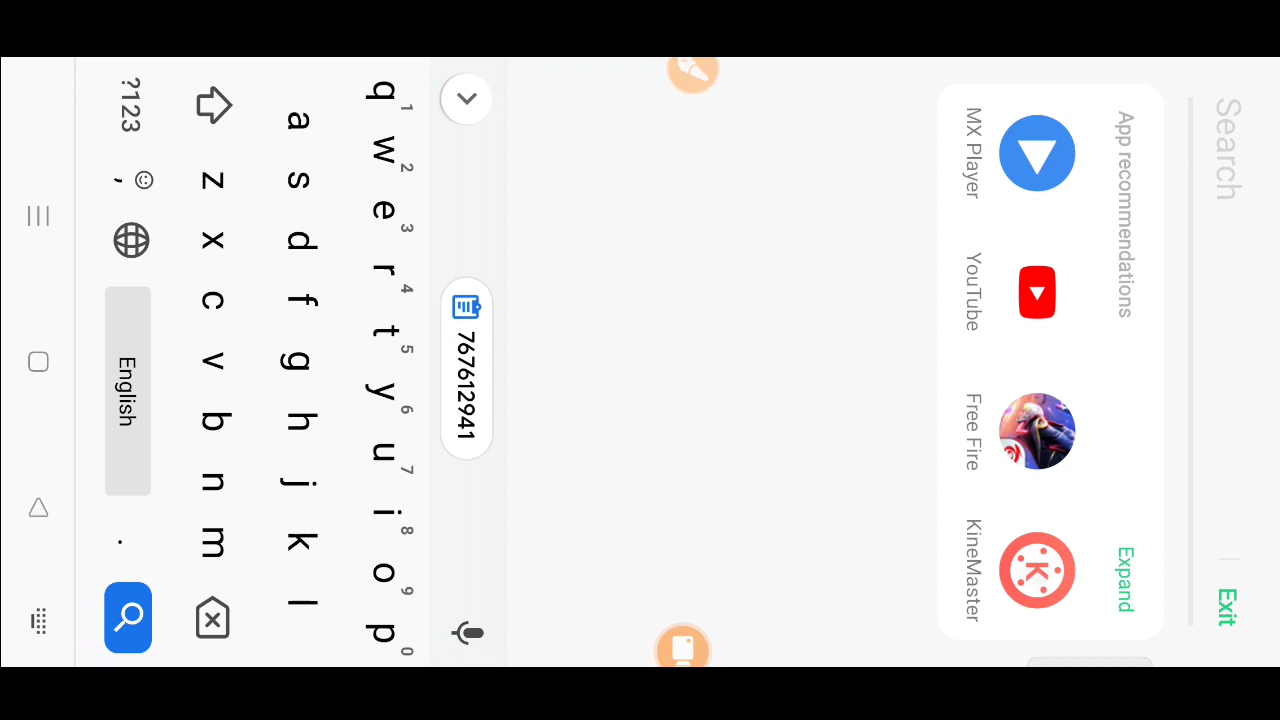 Search
Exit
App recommendations
Expand
MX Player
YouTube
Free Fire
KineMaster
767612941
q 1 w 2 e 3 r 4 t 5 y 6 u 7 i 8 o 9 p 0
a s d f g h j k l
z x c v b n m
?123 , English .